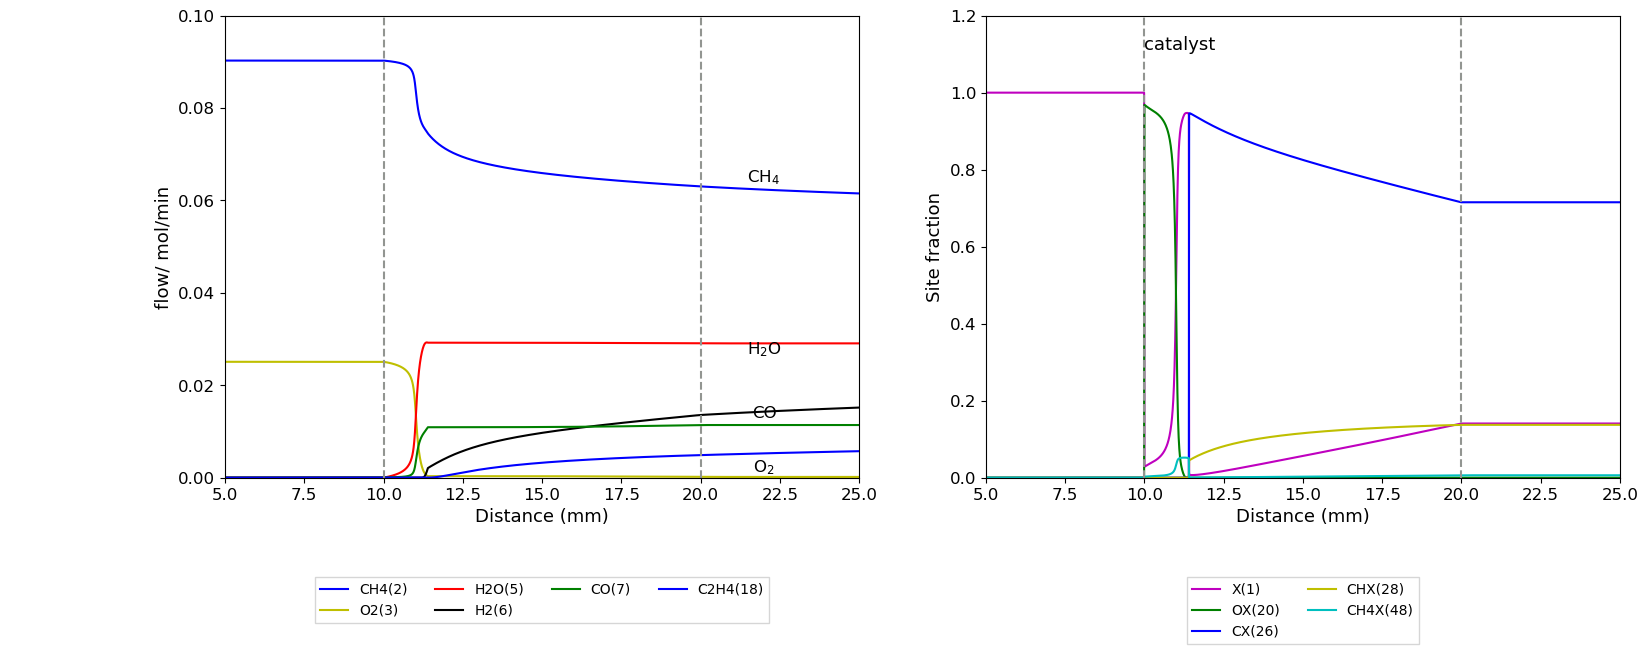 0.10
0.08
0.06
0.04
0.02
0.00
flow/ mol/min
5.0 7.5 10.0 12.5 15.0 17.5 20.0 22.5 25.0
Distance (mm)
CH₄
H₂O
CO
O₂
CH4(2) H2O(5) CO(7) C2H4(18)
O2(3) H2(6)
1.2
1.0
0.8
0.6
0.4
0.2
0.0
Site fraction
catalyst
5.0 7.5 10.0 12.5 15.0 17.5 20.0 22.5 25.0
Distance (mm)
X(1) CHX(28)
OX(20) CH4X(48)
CX(26)